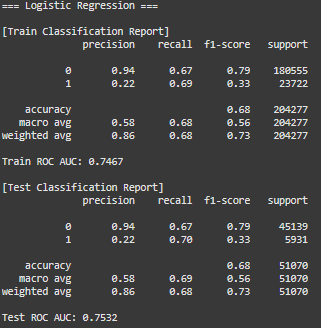 === Logistic Regression ===
[Train Classification Report]
precision recall f1-score support
0 0.94 0.67 0.79 180555
1 0.22 0.69 0.33 23722
accuracy 0.68 204277
macro avg 0.58 0.68 0.56 204277
weighted avg 0.86 0.68 0.73 204277
Train ROC AUC: 0.7467
[Test Classification Report]
precision recall f1-score support
0 0.94 0.67 0.79 45139
1 0.22 0.70 0.33 5931
accuracy 0.68 51070
macro avg 0.58 0.69 0.56 51070
weighted avg 0.86 0.68 0.73 51070
Test ROC AUC: 0.7532